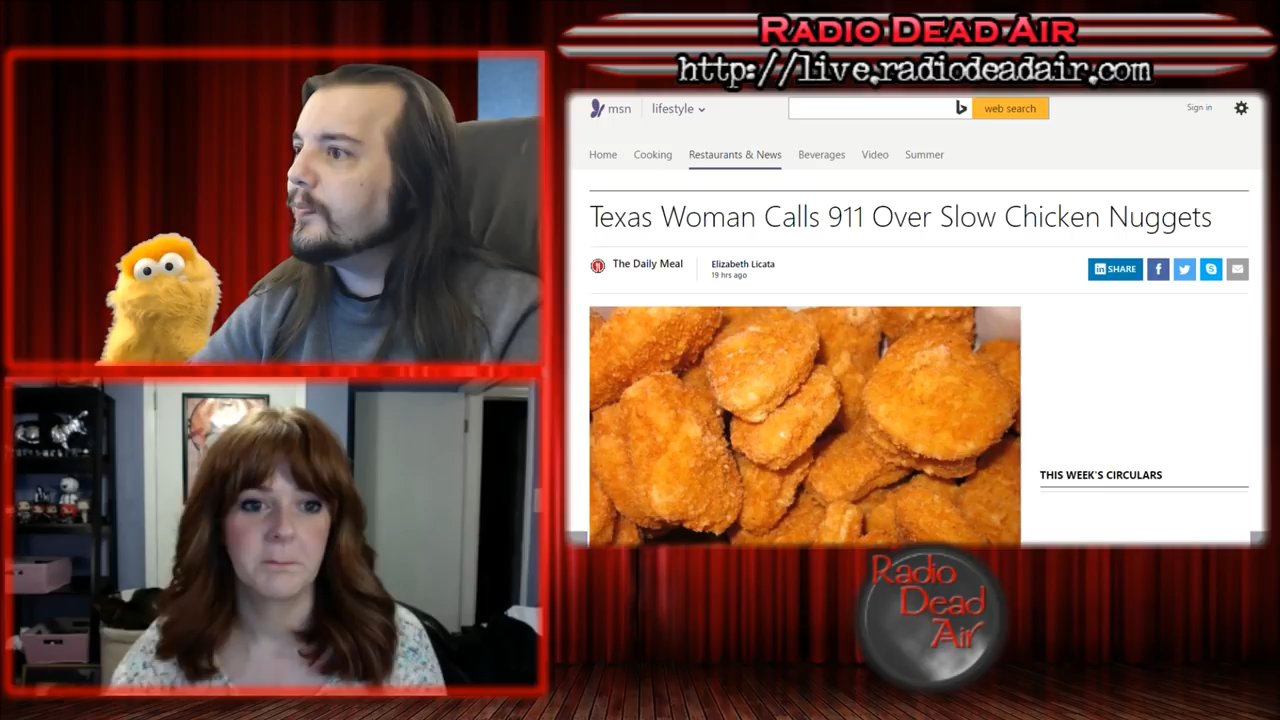 Radio Dead Air
http://live.radiodeadair.com
msn lifestyle web search Sign in
Home Cooking Restaurants & News Beverages Video Summer
Texas Woman Calls 911 Over Slow Chicken Nuggets
The Daily Meal Elizabeth Licata
19 hrs ago
in SHARE f
THIS WEEK'S CIRCULARS
Radio
Dead
Air